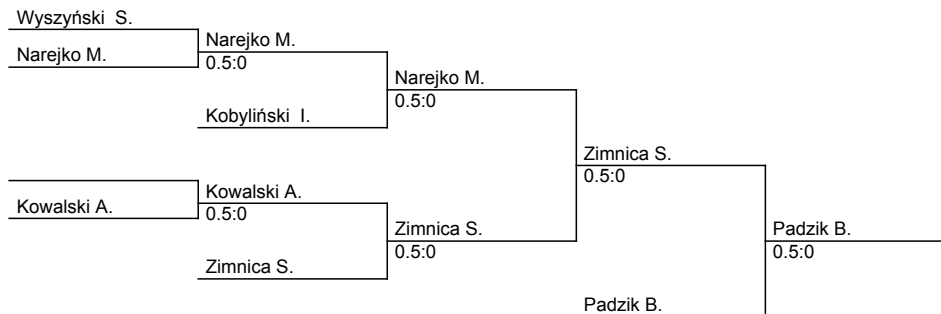 Wyszyński  S.
Narejko M.
Narejko M.
0.5:0
Kobyliński  I.
Narejko M.
0.5:0
Kowalski A.
Kowalski A.
0.5:0
Zimnica S.
Zimnica S.
0.5:0
Zimnica S.
0.5:0
Padzik B.
Padzik B.
0.5:0